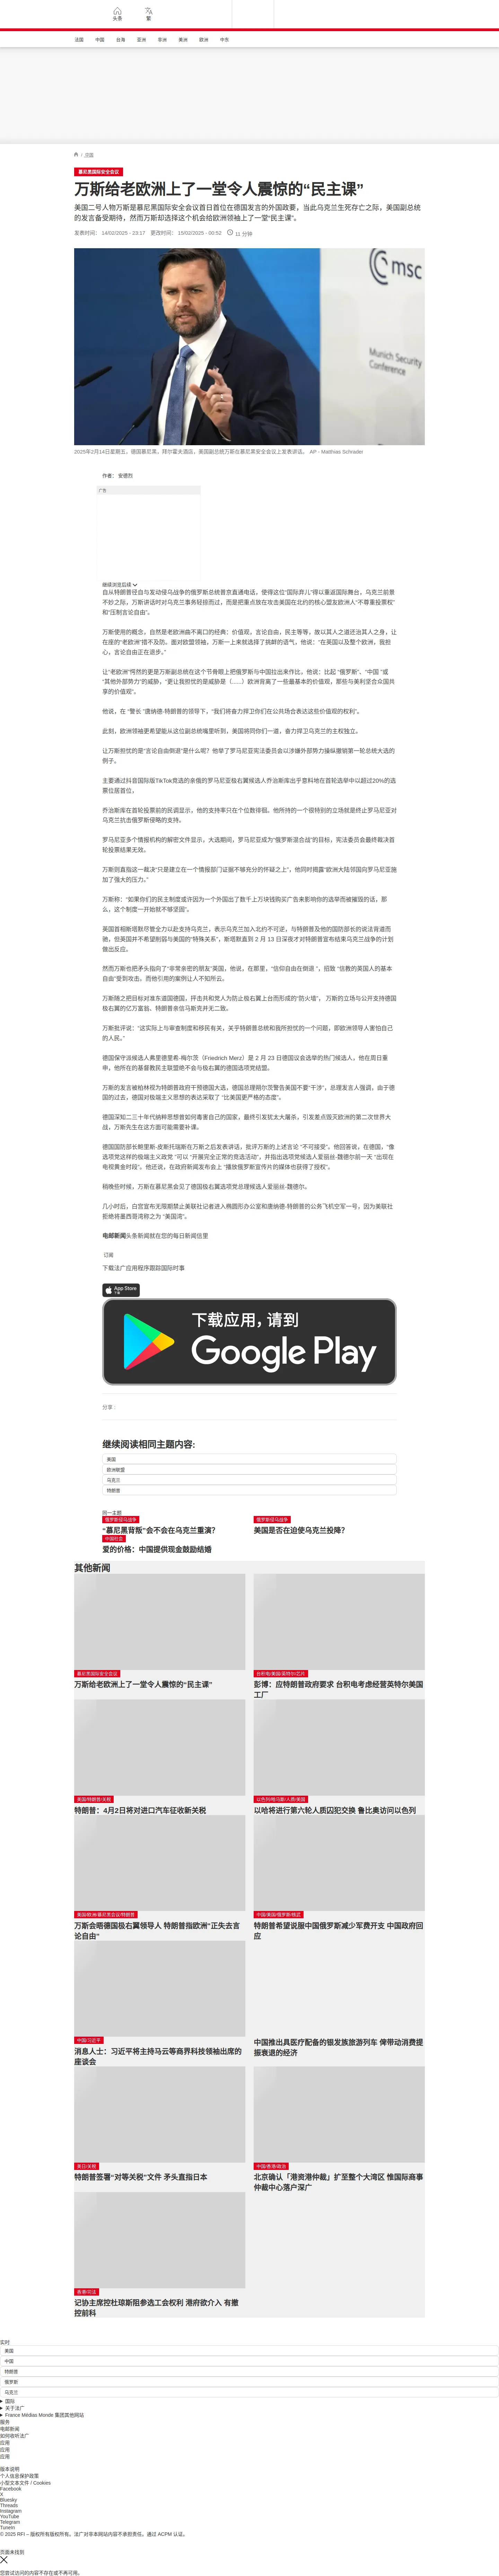 头条
繁
法国
中国
台海
亚洲
非洲
美洲
欧洲
中东
/ 法国
慕尼黑国际安全会议
万斯给老欧洲上了一堂令人震惊的“民主课”
美国二号人物万斯是慕尼黑国际安全会议首日首位在德国发言的外国政要，当此乌克兰生死存亡之际，美国副总统的发言备受期待，然而万斯却选择这个机会给欧洲领袖上了一堂“民主课”。
发表时间： 14/02/2025 - 23:17 更改时间： 15/02/2025 - 00:52 11 分钟
msc
Munich Security Conference
2025年2月14日星期五，德国慕尼黑，拜尔霍夫酒店，美国副总统万斯在慕尼黑安全会议上发表讲话。 AP - Matthias Schrader
作者： 安德烈
广告
继续浏览后续
自从特朗普径自与发动侵乌战争的俄罗斯总统普京直通电话，使得这位“国际弃儿”得以重返国际舞台，乌克兰前景不妙之际，万斯讲话时对乌克兰事务轻掠而过，而是把重点放在攻击美国在北约的核心盟友欧洲人“不尊重投票权”和“压制言论自由”。
万斯使用的概念，自然是老欧洲曲不离口的经典：价值观，言论自由，民主等等，故以其人之道还治其人之身，让在座的“老欧洲”措不及防。面对欧盟领袖，万斯一上来就选择了挑衅的语气，他说：“在英国以及整个欧洲，我担心，言论自由正在退步。”
让“老欧洲”愕然的更是万斯副总统在这个节骨眼上把俄罗斯与中国拉出来作比，他说：比起 “俄罗斯”、“中国 ”或 “其他外部势力”的威胁，“更让我担忧的是威胁是（......）欧洲背离了一些最基本的价值观，那些与美利坚合众国共享的价值观”。
他说，在 “警长 ”唐纳德-特朗普的领导下，“我们将奋力捍卫你们在公共场合表达这些价值观的权利”。
此刻，欧洲领袖更希望能从这位副总统嘴里听到，美国将同你们一道，奋力捍卫乌克兰的主权独立。
让万斯担忧的是“言论自由倒退”是什么呢？他举了罗马尼亚宪法委员会以涉嫌外部势力操纵撤销第一轮总统大选的例子。
主要通过抖音国际版TikTok竞选的亲俄的罗马尼亚极右翼候选人乔治斯库出乎意料地在首轮选举中以超过20%的选票位居首位，
乔治斯库在首轮投票前的民调显示，他的支持率只在个位数徘徊。他所持的一个很特别的立场就是终止罗马尼亚对乌克兰抗击俄罗斯侵略的支持。
罗马尼亚多个情报机构的解密文件显示，大选期间，罗马尼亚成为“俄罗斯混合战”的目标，宪法委员会最终裁决首轮投票结果无效。
万斯则直指这一裁决“只是建立在一个情报部门证据不够充分的怀疑之上”，他同时揭露“欧洲大陆邻国向罗马尼亚施加了强大的压力。”
万斯称：“如果你们的民主制度或许因为一个外国出了数千上万块钱购买广告来影响你的选举而被摧毁的话，那么，这个制度一开始就不够坚固”。
英国首相斯塔默尽管全力以赴支持乌克兰，表示乌克兰加入北约不可逆，与特朗普及他的国防部长的说法背道而驰，但英国并不希望削弱与美国的“特殊关系”，斯塔默直到 2 月 13 日深夜才对特朗普宣布结束乌克兰战争的计划做出反应。
然而万斯也把矛头指向了“非常亲密的朋友”英国，他说，在那里，“信仰自由在倒退 ”，招致 “信教的英国人的基本自由”受到攻击。而他引用的案例让人不知所云。
万斯随之把目标对准东道国德国，抨击共和党人为防止极右翼上台而形成的“防火墙”， 万斯的立场与公开支持德国极右翼的亿万富翁、特朗普亲信马斯克并无二致。
万斯批评说：“这实际上与审查制度和移民有关，关乎特朗普总统和我所担忧的一个问题，即欧洲领导人害怕自己的人民。”
德国保守派候选人弗里德里希-梅尔茨（Friedrich Merz）是 2 月 23 日德国议会选举的热门候选人，他在周日重申，他所在的基督教民主联盟绝不会与极右翼的德国选项党结盟。
万斯的发言被柏林视为特朗普政府干预德国大选，德国总理朔尔茨警告美国不要“干涉”，总理发言人强调，由于德国的过去，德国对极端主义思想的表达采取了 “比美国更严格的态度”。
德国深知二三十年代纳粹思想曾如何毒害自己的国家，最终引发犹太大屠杀，引发差点毁灭欧洲的第二次世界大战，万斯先生在这方面可能需要补课。
德国国防部长鲍里斯·皮斯托瑞斯在万斯之后发表讲话，批评万斯的上述言论 “不可接受”。他回答说，在德国，“像选项党这样的极端主义政党 ”可以 “开展完全正常的竞选活动”，并指出选项党候选人爱丽丝·魏德尔前一天 “出现在电视黄金时段”。他还说，在政府新闻发布会上 “播放俄罗斯宣传片的媒体也获得了授权”。
稍晚些时候，万斯在慕尼黑会见了德国极右翼选项党总理候选人爱丽丝-魏德尔。
几小时后，白宫宣布无限期禁止美联社记者进入椭圆形办公室和唐纳德-特朗普的公务飞机空军一号，因为美联社拒绝将墨西哥湾称之为 “美国湾”。
电邮新闻头条新闻就在您的每日新闻信里
订阅
下载法广应用程序跟踪国际时事
App Store
下载应用，请到
Google Play
分享 :
继续阅读相同主题内容:
美国
欧洲联盟
乌克兰
特朗普
同一主题
俄罗斯侵乌战争
“慕尼黑背叛”会不会在乌克兰重演？
俄罗斯侵乌战争
美国是否在迫使乌克兰投降？
中国社会
爱的价格：中国提供现金鼓励结婚
其他新闻
慕尼黑国际安全会议
万斯给老欧洲上了一堂令人震惊的“民主课”
台积电/美国/英特尔/芯片
彭博：应特朗普政府要求 台积电考虑经营英特尔美国工厂
美国/特朗普/关税
特朗普：4月2日将对进口汽车征收新关税
以色列/哈马斯/人质/美国
以哈将进行第六轮人质囚犯交换 鲁比奥访问以色列
美国/欧洲/慕尼黑会议/特朗普
万斯会晤德国极右翼领导人 特朗普指欧洲“正失去言论自由”
中国/美国/俄罗斯/核武
特朗普希望说服中国俄罗斯减少军费开支 中国政府回应
中国/习近平
消息人士：习近平将主持马云等商界科技领袖出席的座谈会
中国推出具医疗配备的银发族旅游列车 俾带动消费提振衰退的经济
美日/关税
特朗普签署“对等关税”文件 矛头直指日本
中国/香港/政治
北京确认「港资港仲裁」扩至整个大湾区 惟国际商事仲裁中心落户深广
香港/司法
记协主席控杜琼斯阻参选工会权利 港府欲介入 有撤控前科
实时
美国
中国
特朗普
俄罗斯
乌克兰
国际
关于法广
France Médias Monde 集团其他网站
服务
电邮新闻
如何收听法广
应用
应用
应用
版本说明
个人信息保护政策
小型文本文件 / Cookies
Facebook
X
Bluesky
Threads
Instagram
YouTube
Telegram
TuneIn
© 2025 RFI – 版权所有版权所有。法广对非本网站内容不承担责任。通过 ACPM 认证。
页面未找到
您尝试访问的内容不存在或不再可用。